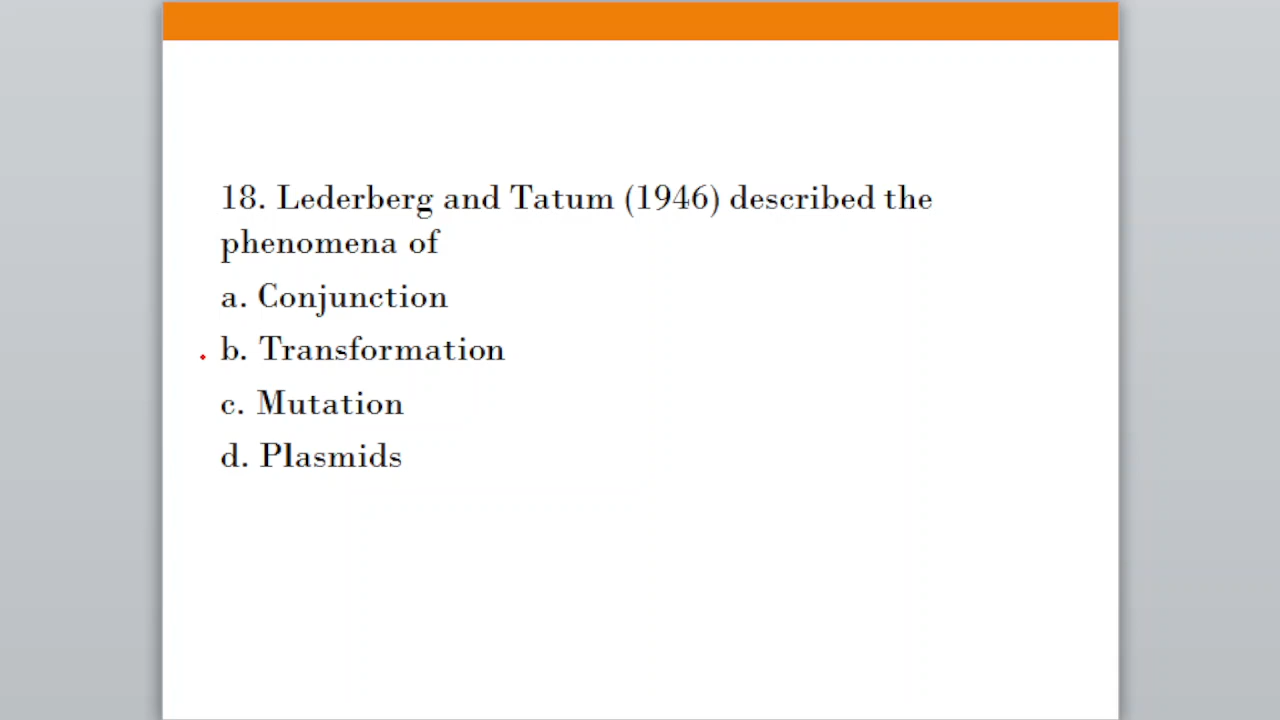 18. Lederberg and Tatum (1946) described the
phenomena of
a. Conjunction
b. Transformation
c. Mutation
d. Plasmids